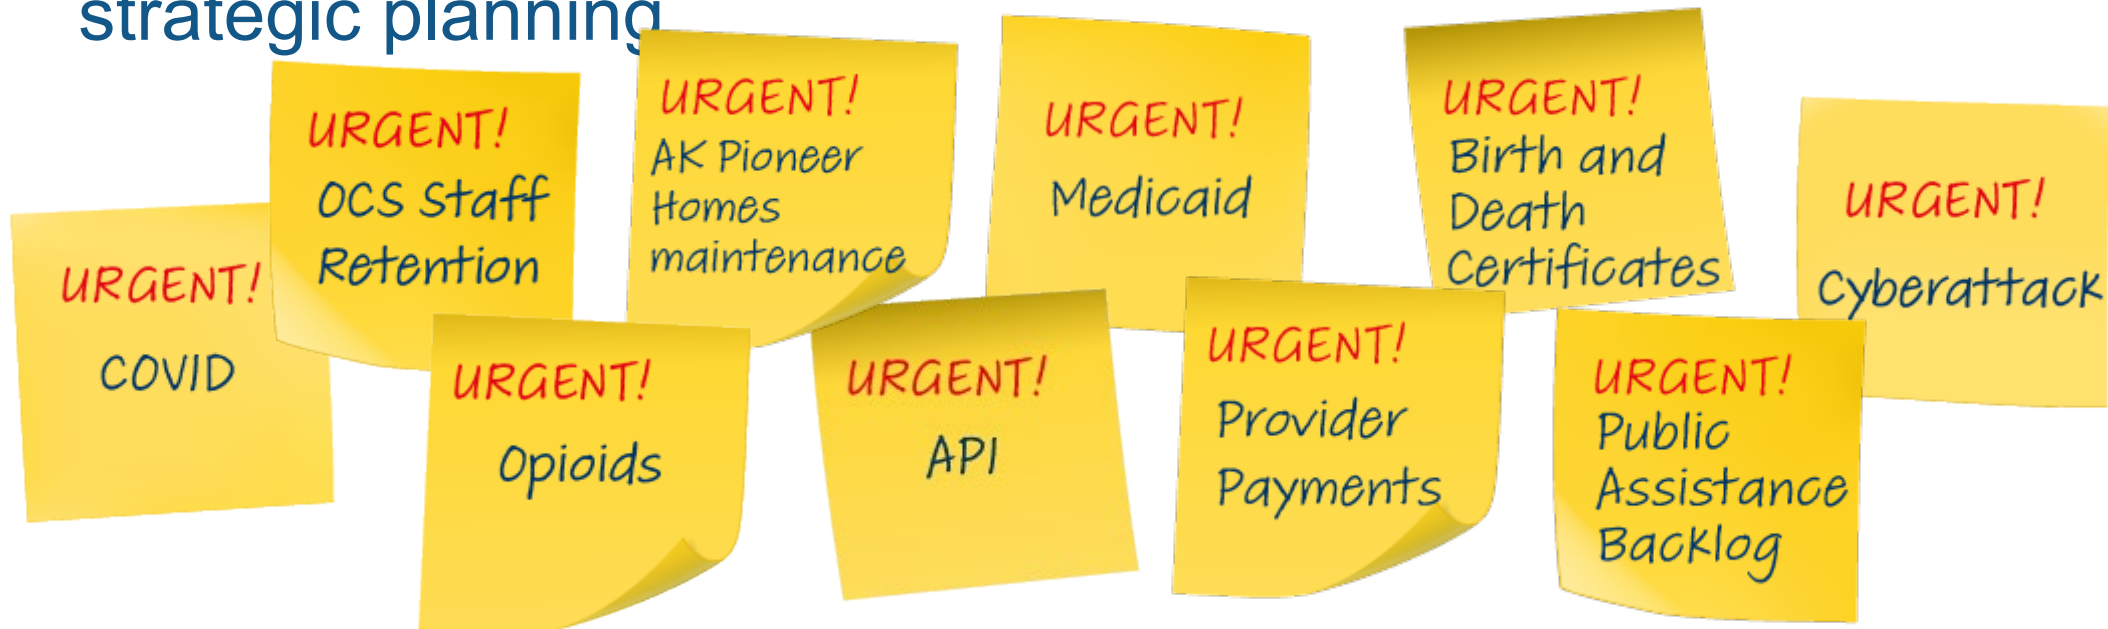 strategic planning
URGENT!
COVID
URGENT!
OCS Staff
Retention
URGENT!
Opioids
URGENT!
AK Pioneer
Homes
maintenance
URGENT!
API
URGENT!
Medicaid
URGENT!
Provider
Payments
URGENT!
Birth and
Death
Certificates
URGENT!
Public
Assistance
Backlog
URGENT!
Cyberattack